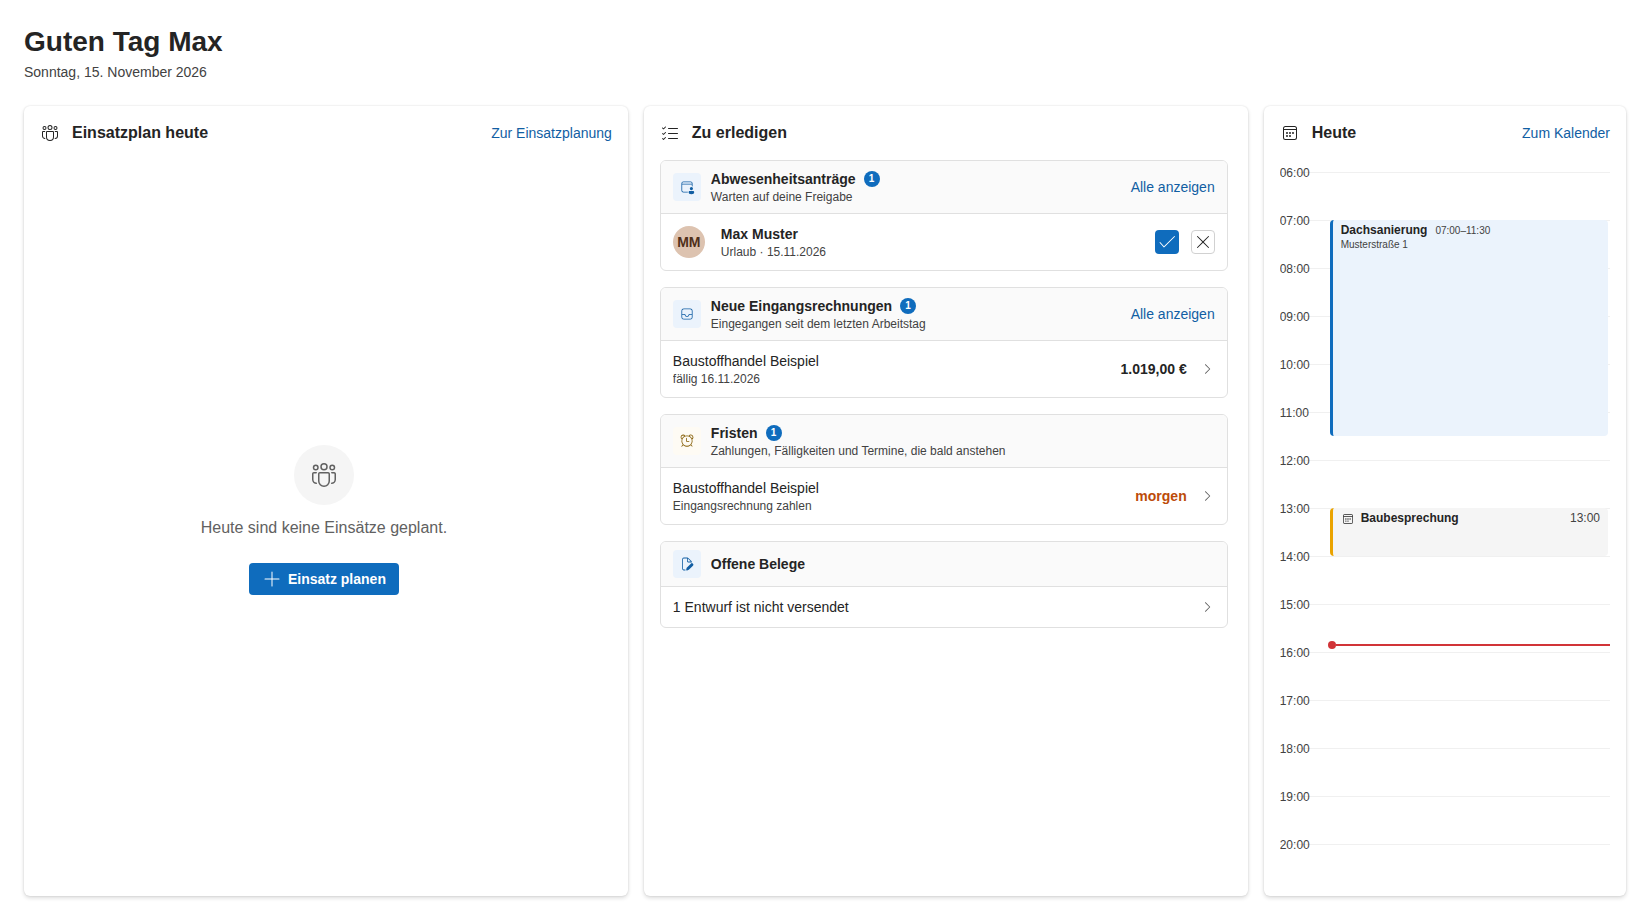 Guten Tag Max
Sonntag, 15. November 2026
Einsatzplan heute
Zur Einsatzplanung
Heute sind keine Einsätze geplant.
Einsatz planen
Zu erledigen
Abwesenheitsanträge 1
Warten auf deine Freigabe
Alle anzeigen
MM
Max Muster
Urlaub · 15.11.2026
Neue Eingangsrechnungen 1
Eingegangen seit dem letzten Arbeitstag
Alle anzeigen
Baustoffhandel Beispiel
fällig 16.11.2026
1.019,00 €
Fristen 1
Zahlungen, Fälligkeiten und Termine, die bald anstehen
Baustoffhandel Beispiel
Eingangsrechnung zahlen
morgen
Offene Belege
1 Entwurf ist nicht versendet
Heute
Zum Kalender
06:00
07:00
Dachsanierung 07:00–11:30
Musterstraße 1
08:00
09:00
10:00
11:00
12:00
13:00
Baubesprechung 13:00
14:00
15:00
16:00
17:00
18:00
19:00
20:00